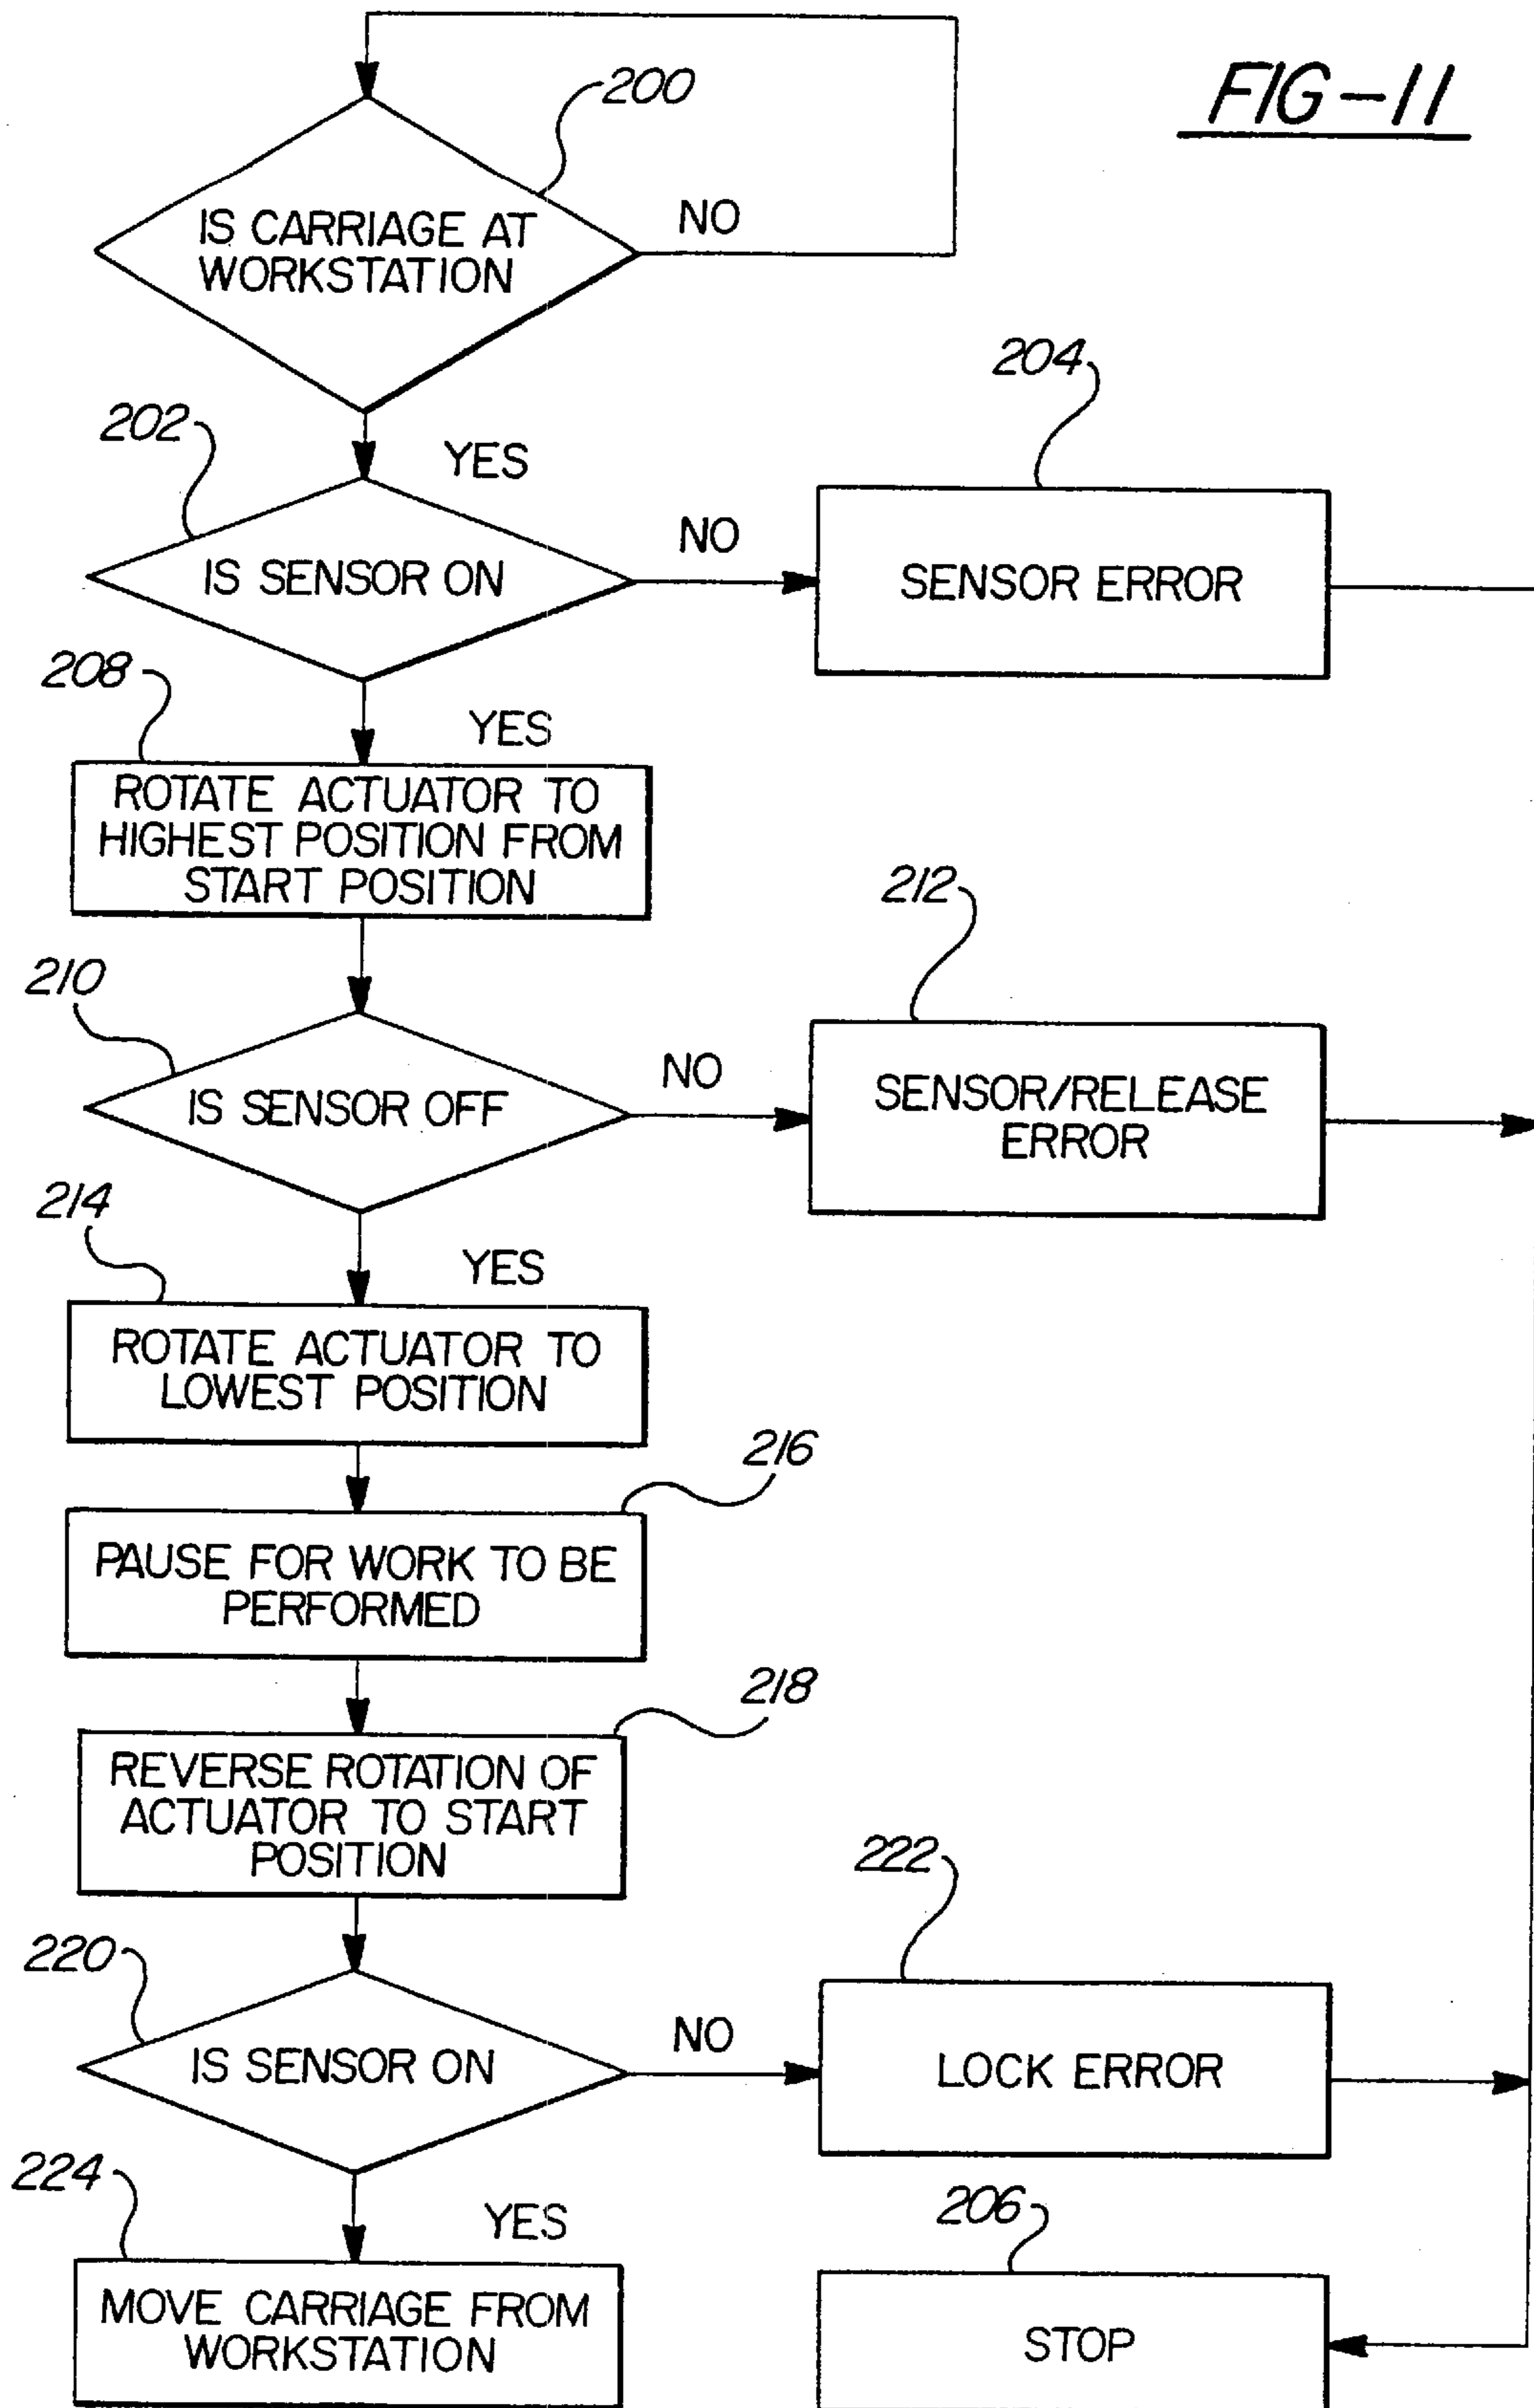 FIG-11
200
IS CARRIAGE AT
WORKSTATION
NO
YES
202
IS SENSOR ON
NO
204
SENSOR ERROR
YES
208
ROTATE ACTUATOR TO
HIGHEST POSITION FROM
START POSITION
210
IS SENSOR OFF
NO
212
SENSOR/RELEASE
ERROR
YES
214
ROTATE ACTUATOR TO
LOWEST POSITION
216
PAUSE FOR WORK TO BE
PERFORMED
218
REVERSE ROTATION OF
ACTUATOR TO START
POSITION
220
IS SENSOR ON
NO
222
LOCK ERROR
YES
224
MOVE CARRIAGE FROM
WORKSTATION
206
STOP